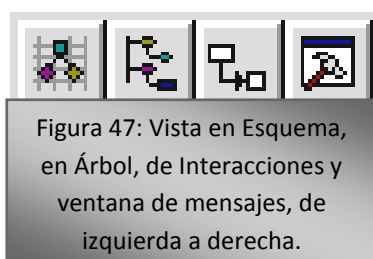 Figura 47: Vista en Esquema,
en Árbol, de Interacciones y
ventana de mensajes, de
izquierda a derecha.